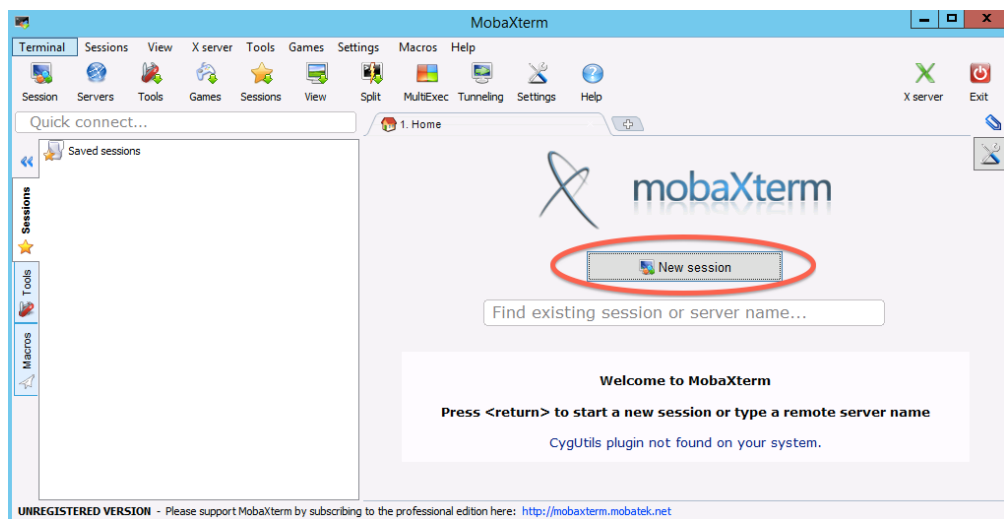 MobaXterm
Terminal Sessions View X server Tools Games Settings Macros Help
Session Servers Tools Games Sessions View Split MultiExec Tunneling Settings Help X server Exit
Quick connect...
1. Home
Saved sessions
Sessions
Tools
Macros
mobaXterm
New session
Find existing session or server name...
Welcome to MobaXterm
Press <return> to start a new session or type a remote server name
CygUtils plugin not found on your system.
UNREGISTERED VERSION - Please support MobaXterm by subscribing to the professional edition here: http://mobaxterm.mobatek.net